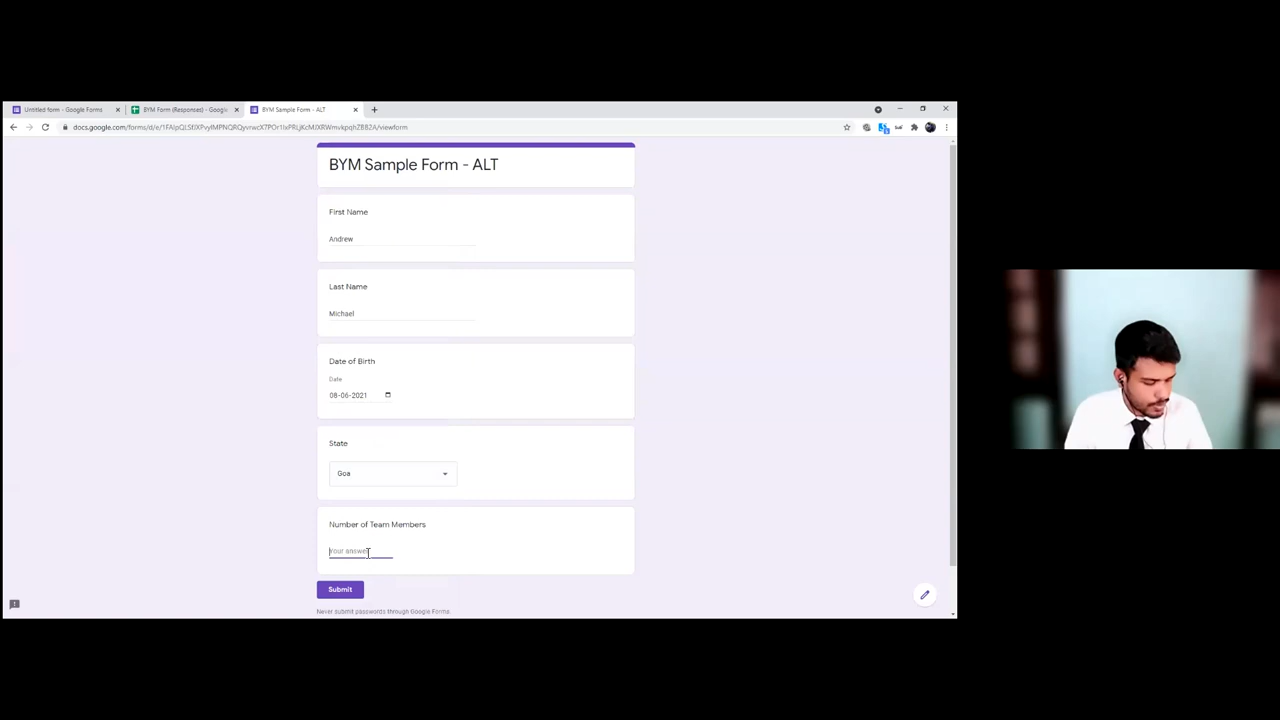 Untitled form - Google Forms
BYM Form (Responses) - Google
BYM Sample Form - ALT
BYM Sample Form - ALT
First Name
Andrew
Last Name
Michael
Date of Birth
Date
08-06-2021
State
Goa
Number of Team Members
Your answer
Submit
Never submit passwords through Google Forms.